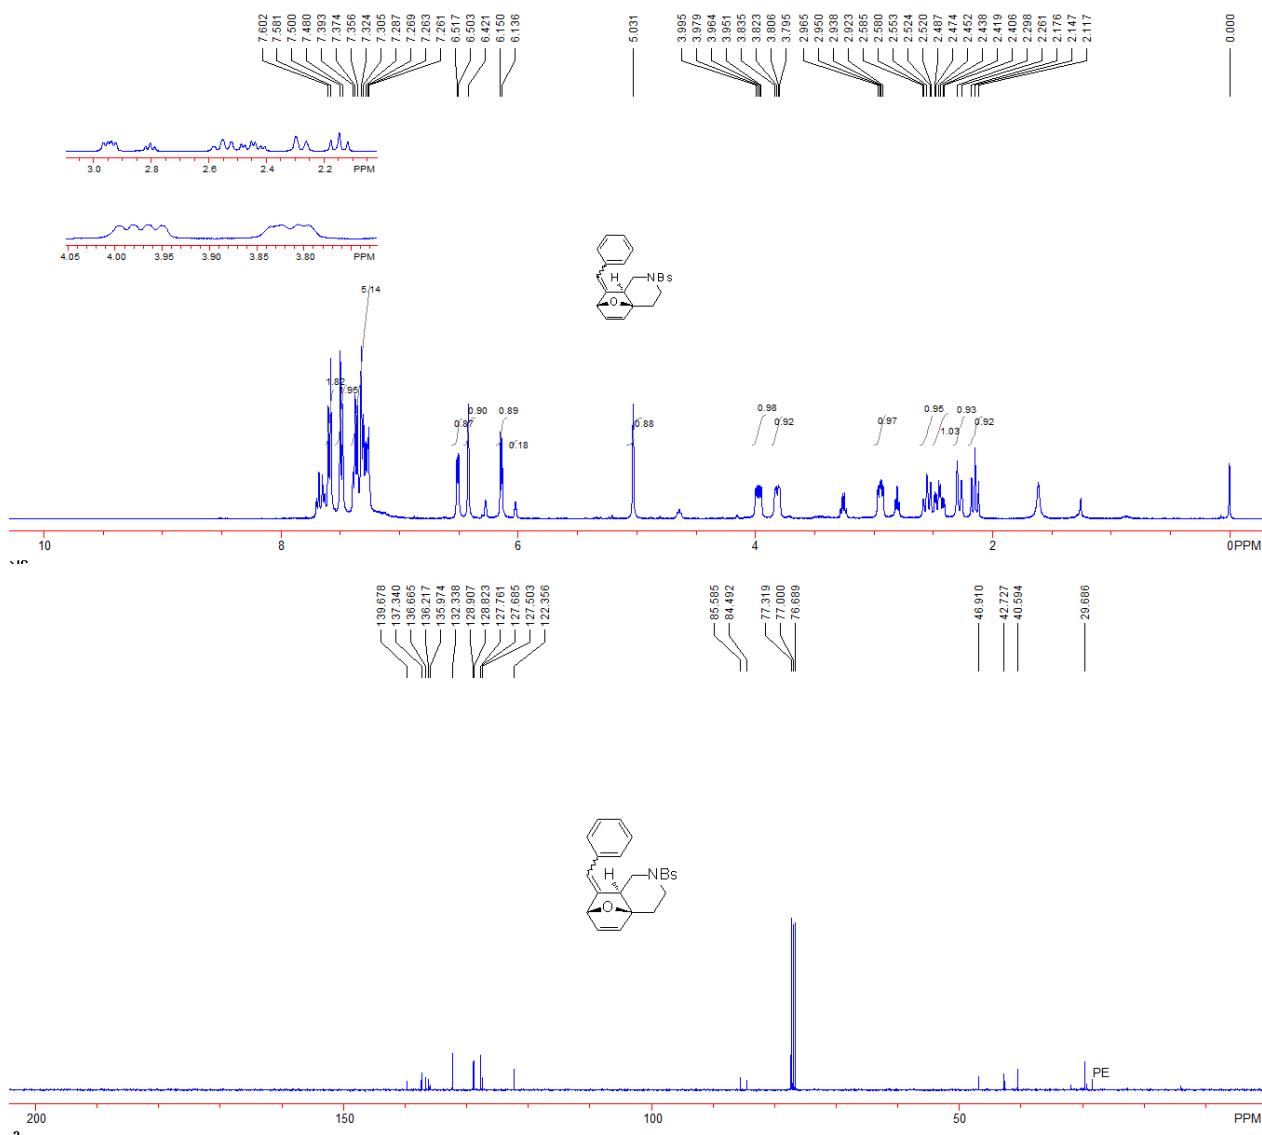 7.602 7.581 7.500 7.480 7.393 7.374 7.356 7.324 7.305 7.287 7.269 7.263 7.261 6.517 6.503 6.421 6.150 6.136 5.031 3.995 3.979 3.964 3.951 3.835 3.823 3.806 3.795 2.965 2.950 2.938 2.923 2.585 2.580 2.553 2.524 2.520 2.487 2.474 2.452 2.438 2.419 2.406 2.298 2.261 2.176 2.147 2.117 0.000
3.0 2.8 2.6 2.4 2.2 PPM
4.05 4.00 3.95 3.90 3.85 3.80 PPM
H NBs
O
5.14
1.82 1.95 0.87 0.90 0.89 0.18 0.88 0.98 0.92 0.97 0.95 1.03 0.93 0.92
10 8 6 4 2 0PPM
139.678 137.340 136.665 136.217 135.974 132.338 128.907 128.823 127.761 127.685 127.503 122.356 85.585 84.492 77.319 77.000 76.689 46.910 42.727 40.594 29.686
H NBs
O
PE
200 150 100 50 PPM